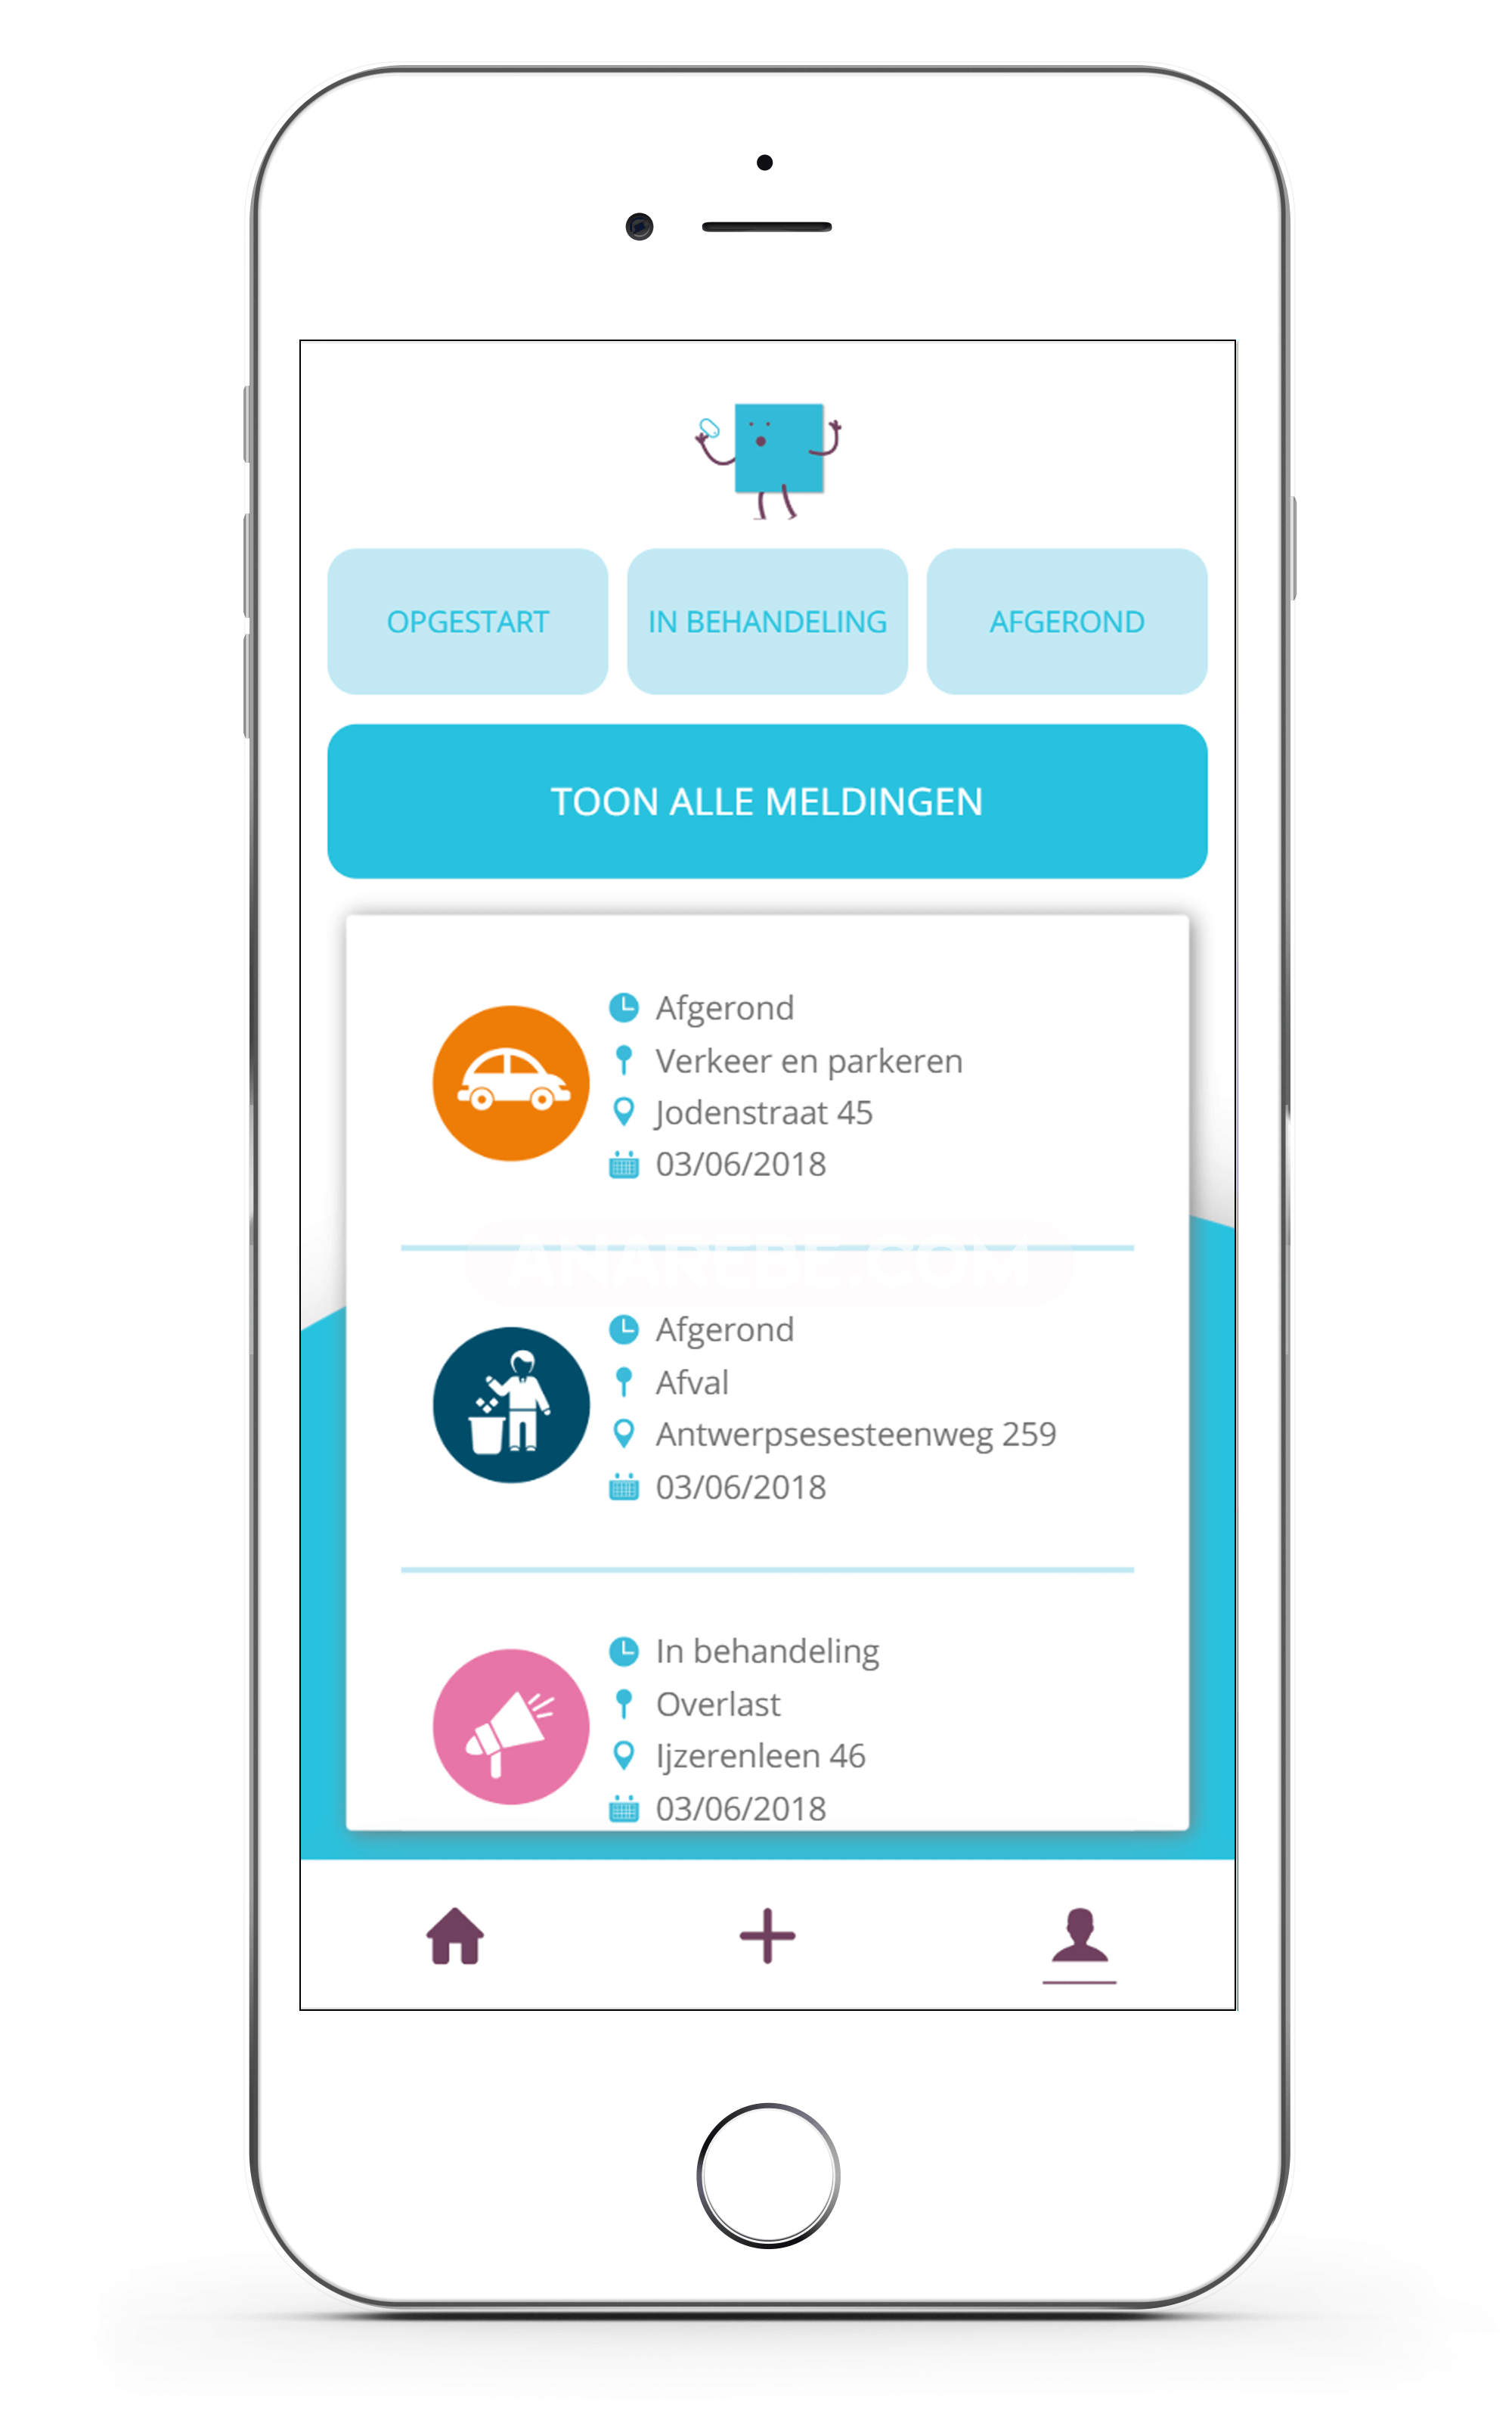 OPGESTART
IN BEHANDELING
AFGEROND
TOON ALLE MELDINGEN
Afgerond
Verkeer en parkeren
Jodenstraat 45
03/06/2018
Afgerond
Afval
Antwerpsesesteenweg 259
03/06/2018
In behandeling
Overlast
Ijzerenleen 46
03/06/2018